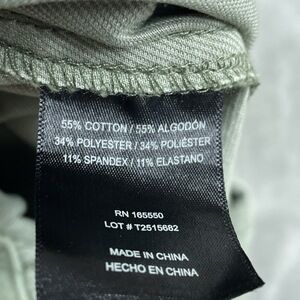 55% COTTON / 55% ALGODÓN
34% POLYESTER / 34% POLIÉSTER
11% SPANDEX / 11% ELASTANO
RN 165550
LOT # T2515682
MADE IN CHINA
HECHO EN CHINA